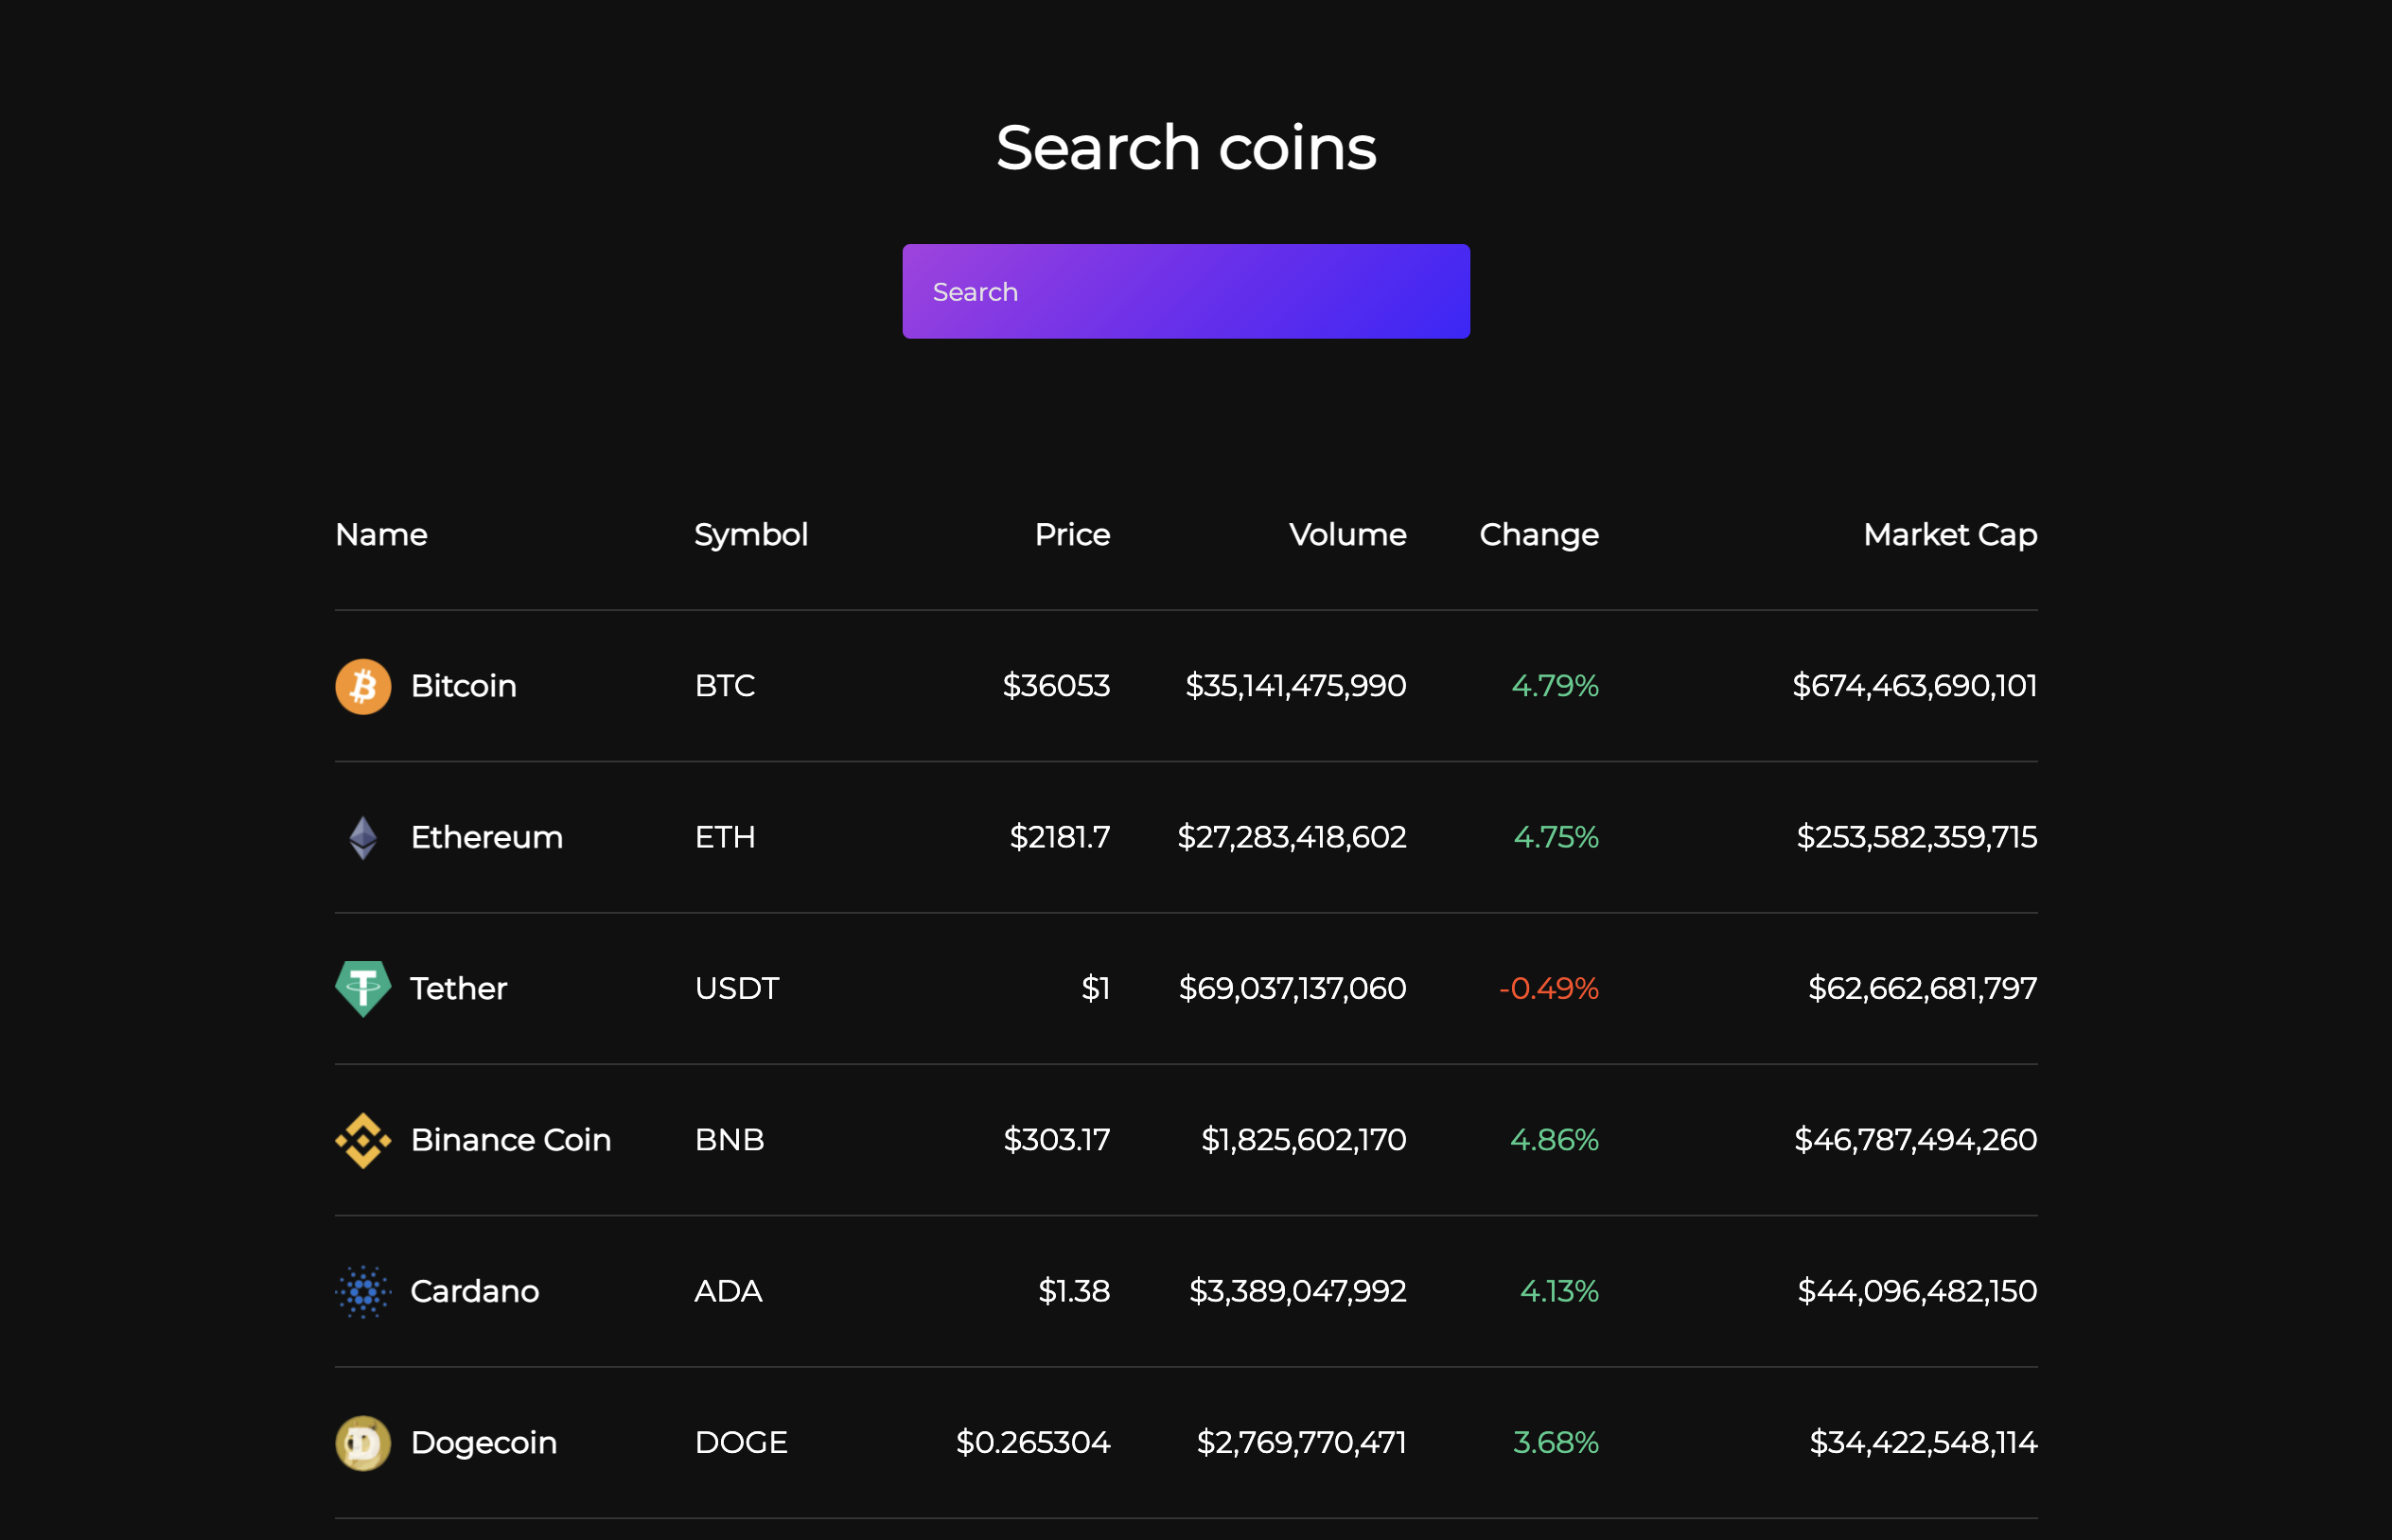 Search coins
Search
Name Symbol Price Volume Change Market Cap
Bitcoin BTC $36053 $35,141,475,990 4.79% $674,463,690,101
Ethereum ETH $2181.7 $27,283,418,602 4.75% $253,582,359,715
Tether USDT $1 $69,037,137,060 -0.49% $62,662,681,797
Binance Coin BNB $303.17 $1,825,602,170 4.86% $46,787,494,260
Cardano ADA $1.38 $3,389,047,992 4.13% $44,096,482,150
Dogecoin DOGE $0.265304 $2,769,770,471 3.68% $34,422,548,114